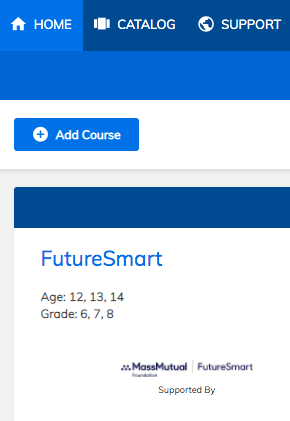 HOME CATALOG SUPPORT
Add Course
FutureSmart
Age: 12, 13, 14
Grade: 6, 7, 8
MassMutual | FutureSmart
Foundation
Supported By